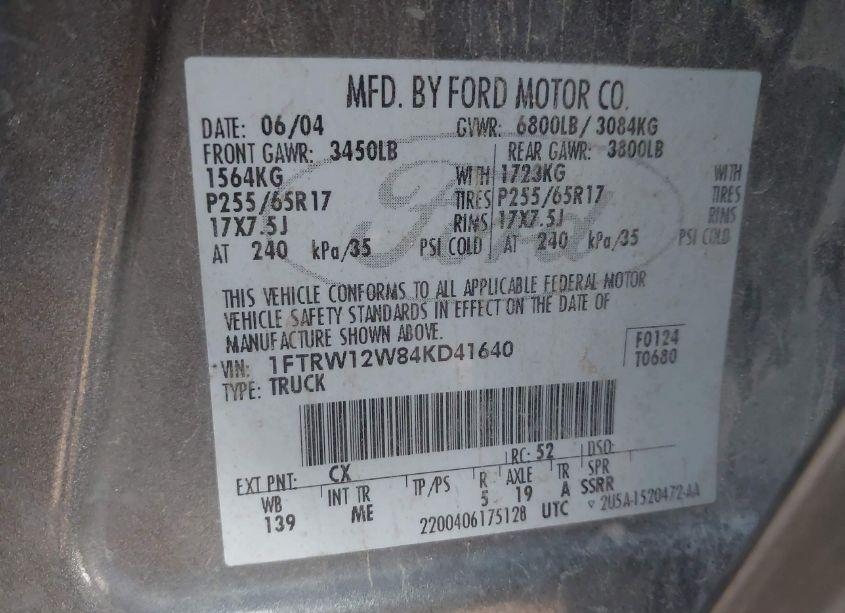 MFD. BY FORD MOTOR CO.
DATE: 06/04 GVWR: 6800LB/ 3084KG
FRONT GAWR: 3450LB REAR GAWR: 3800LB
1564KG WITH 1723KG WITH
P255/65R17 TIRES P255/65R17 TIRES
17X7.5J RIMS 17X7.5J RIMS
AT 240 kPa/35 PSI COLD AT 240 kPa/35 PSI COLD
Ford
THIS VEHICLE CONFORMS TO ALL APPLICABLE FEDERAL MOTOR
VEHICLE SAFETY STANDARDS IN EFFECT ON THE DATE OF
MANUFACTURE SHOWN ABOVE.
VIN: 1FTRW12W84KD41640 F0124
TYPE: TRUCK T0680
EXT PNT: CX RC: 52 DSO:
WB INT TR TP/PS R AXLE TR SPR
139 ME 5 19 A SSRR
2200406175128 UTC 2U5A-1520472-AA